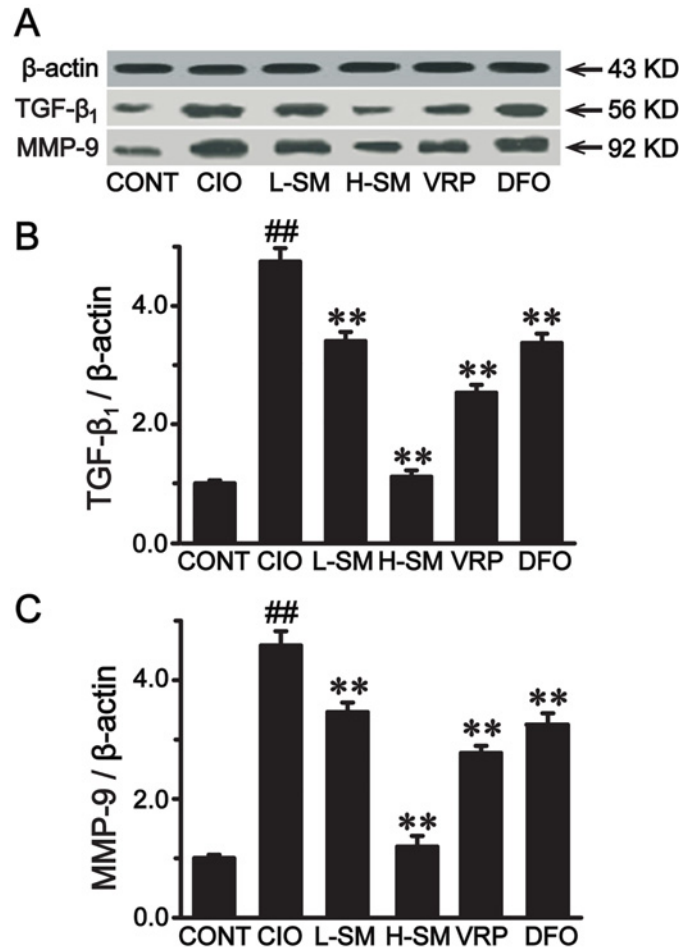 A
β-actin ← 43 KD
TGF-β₁ ← 56 KD
MMP-9 ← 92 KD
CONT CIO L-SM H-SM VRP DFO
B
TGF-β₁ / β-actin
4.0
2.0
0.0
##
**
**
**
**
CONT CIO L-SM H-SM VRP DFO
C
MMP-9 / β-actin
4.0
2.0
0.0
##
**
**
**
**
CONT CIO L-SM H-SM VRP DFO